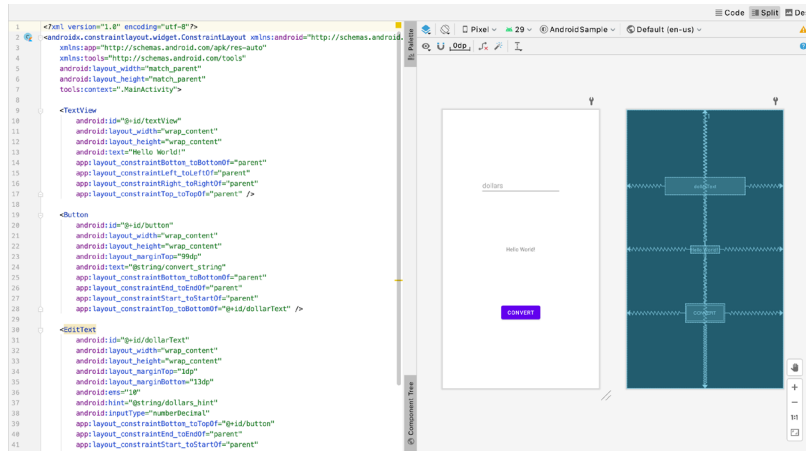 Code Split De
Palette
Pixel 29 AndroidSample Default (en-us)
0dp
1 <?xml version="1.0" encoding="utf-8"?>
2 <androidx.constraintlayout.widget.ConstraintLayout xmlns:android="http://schemas.android.
3 xmlns:app="http://schemas.android.com/apk/res-auto"
4 xmlns:tools="http://schemas.android.com/tools"
5 android:layout_width="match_parent"
6 android:layout_height="match_parent"
7 tools:context=".MainActivity">
8
9 <TextView
10 android:id="@+id/textView"
11 android:layout_width="wrap_content"
12 android:layout_height="wrap_content"
13 android:text="Hello World!"
14 app:layout_constraintBottom_toBottomOf="parent"
15 app:layout_constraintLeft_toLeftOf="parent"
16 app:layout_constraintRight_toRightOf="parent"
17 app:layout_constraintTop_toTopOf="parent" />
18
19 <Button
20 android:id="@+id/button"
21 android:layout_width="wrap_content"
22 android:layout_height="wrap_content"
23 android:layout_marginTop="99dp"
24 android:text="@string/convert_string"
25 app:layout_constraintBottom_toBottomOf="parent"
26 app:layout_constraintEnd_toEndOf="parent"
27 app:layout_constraintStart_toStartOf="parent"
28 app:layout_constraintTop_toBottomOf="@+id/dollarText" />
29
30 <EditText
31 android:id="@+id/dollarText"
32 android:layout_width="wrap_content"
33 android:layout_height="wrap_content"
34 android:layout_marginTop="1dp"
35 android:layout_marginBottom="13dp"
36 android:ems="10"
37 android:hint="@string/dollars_hint"
38 android:inputType="numberDecimal"
39 app:layout_constraintBottom_toTopOf="@+id/button"
40 app:layout_constraintEnd_toEndOf="parent"
41 app:layout_constraintStart_toStartOf="parent"
dollars
Hello World!
CONVERT
Hello World!
CONVERT
Component Tree
1:1